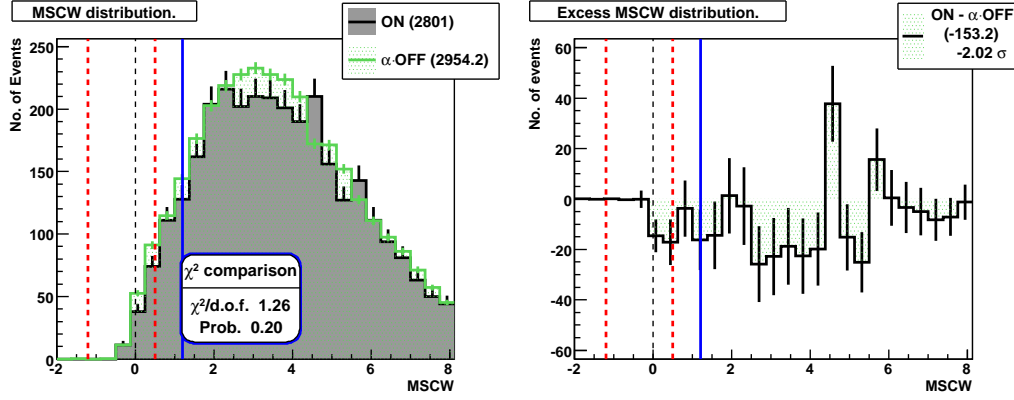 MSCW distribution.
ON (2801)
α·OFF (2954.2)
No. of Events
250
200
150
100
50
0
χ² comparison
χ²/d.o.f. 1.26
Prob. 0.20
-2 0 2 4 6 8
MSCW
Excess MSCW distribution.
ON - α·OFF
(-153.2)
-2.02 σ
No. of events
60
40
20
0
-20
-40
-60
-2 0 2 4 6 8
MSCW